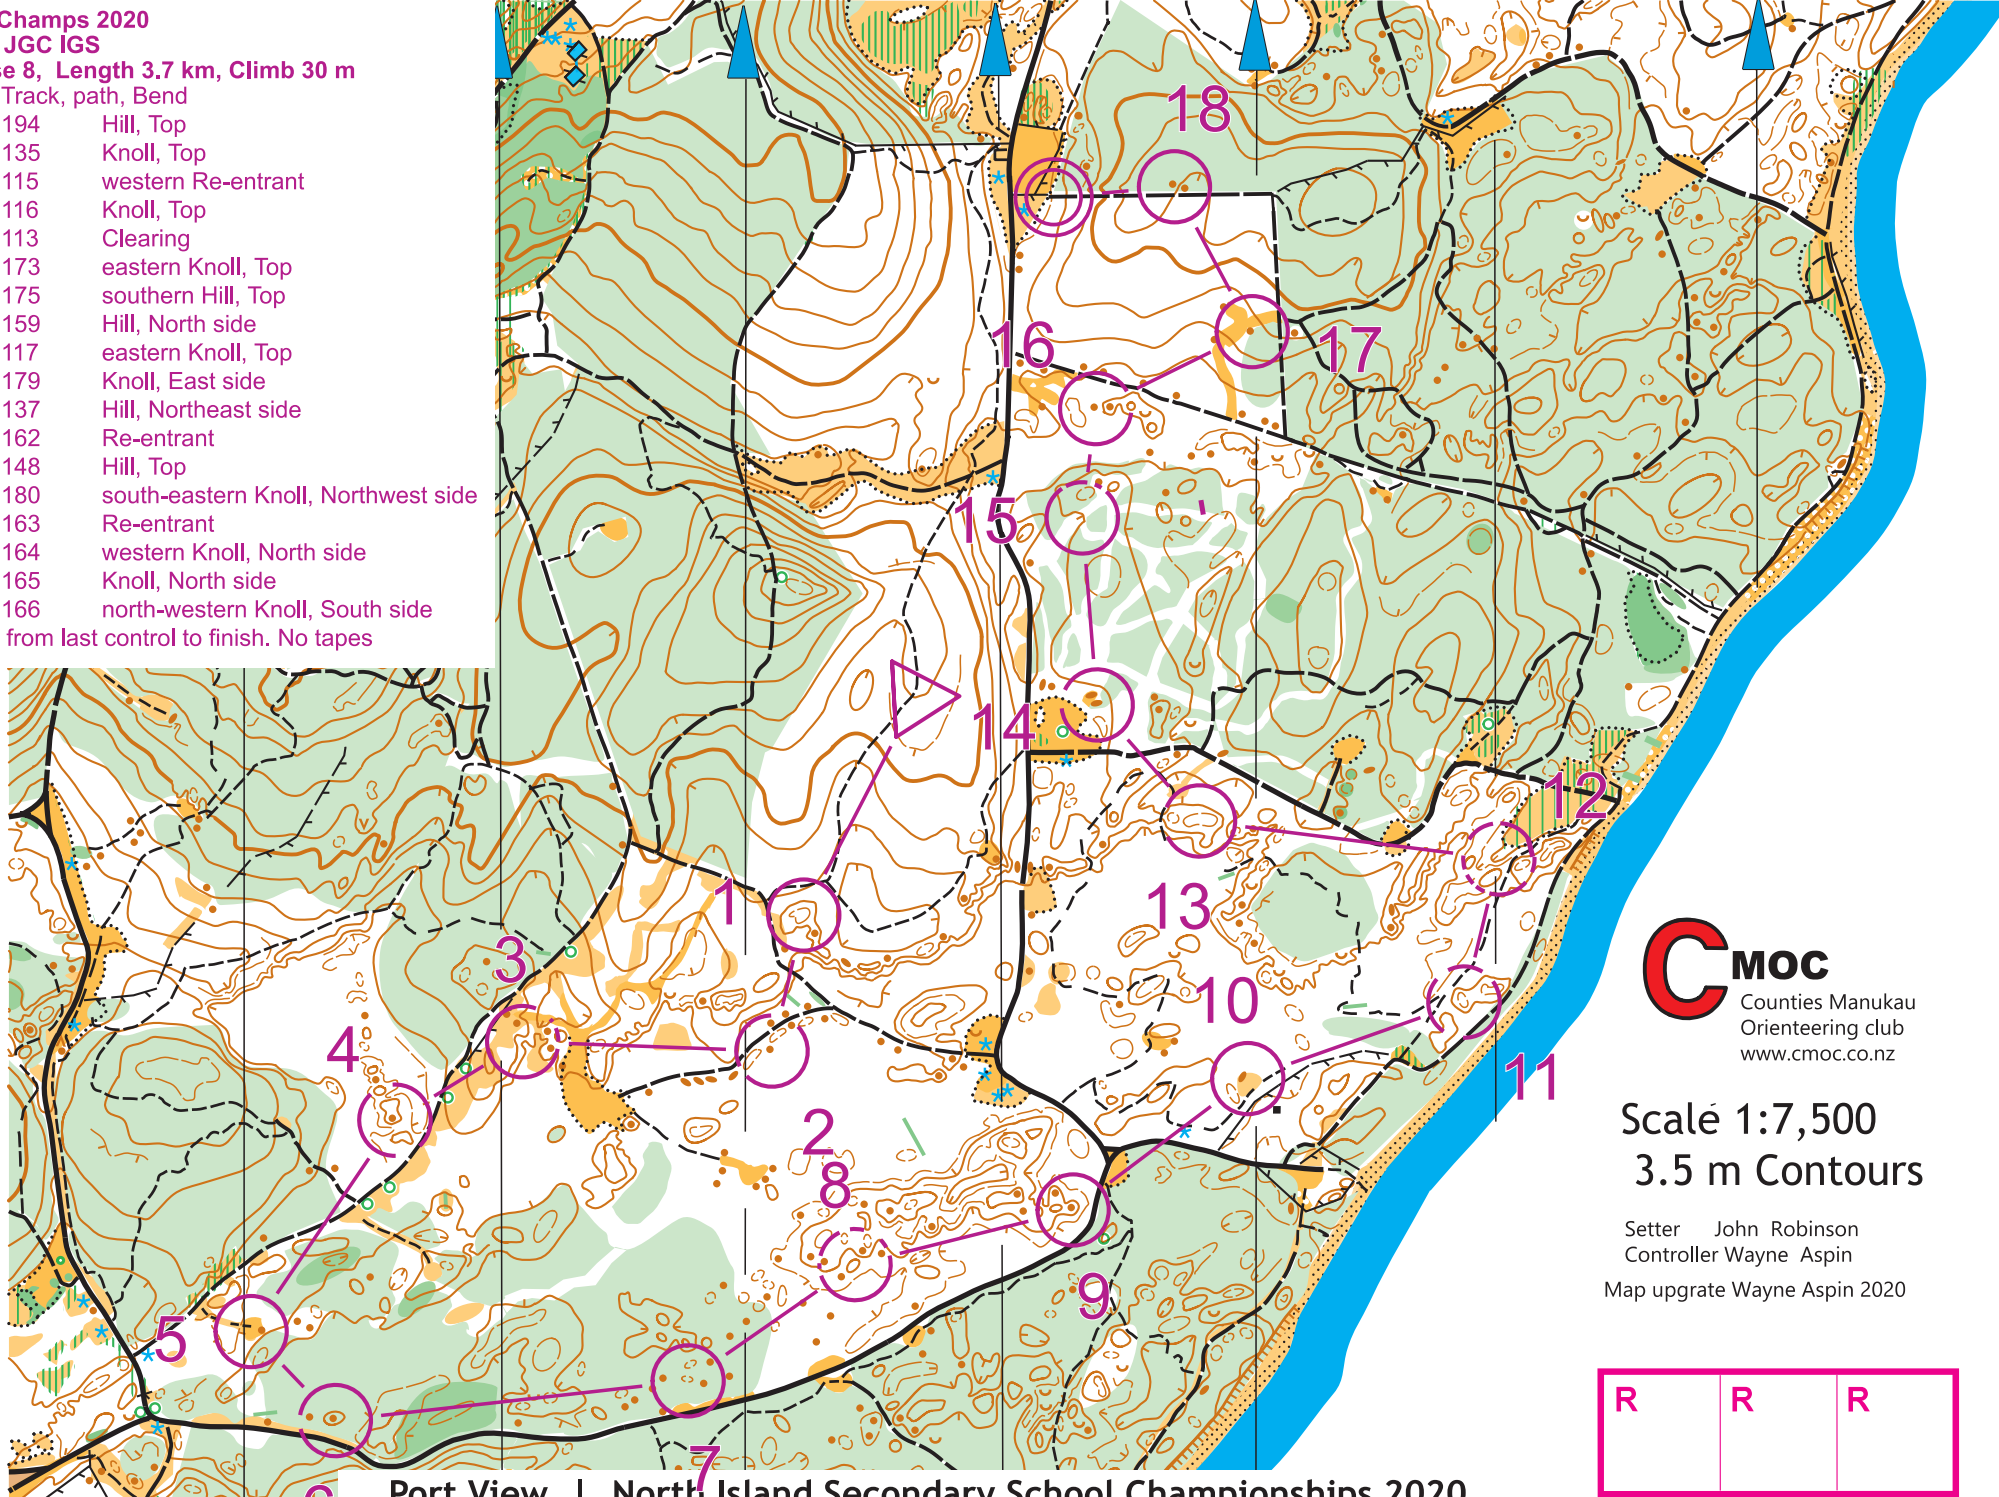 Champs 2020
JGC IGS
se 8, Length 3.7 km, Climb 30 m
Track, path, Bend
194 Hill, Top
135 Knoll, Top
115 western Re-entrant
116 Knoll, Top
113 Clearing
173 eastern Knoll, Top
175 southern Hill, Top
159 Hill, North side
117 eastern Knoll, Top
179 Knoll, East side
137 Hill, Northeast side
162 Re-entrant
148 Hill, Top
180 south-eastern Knoll, Northwest side
163 Re-entrant
164 western Knoll, North side
165 Knoll, North side
166 north-western Knoll, South side
from last control to finish. No tapes
18
16
17
15
14
12
1
13
3
10
4
11
2
8
9
5
7
CMOC
Counties Manukau
Orienteering club
www.cmoc.co.nz
Scale 1:7,500
3.5 m Contours
Setter John Robinson
Controller Wayne Aspin
Map upgrate Wayne Aspin 2020
R R R
Port View | North Island Secondary School Championships 2020